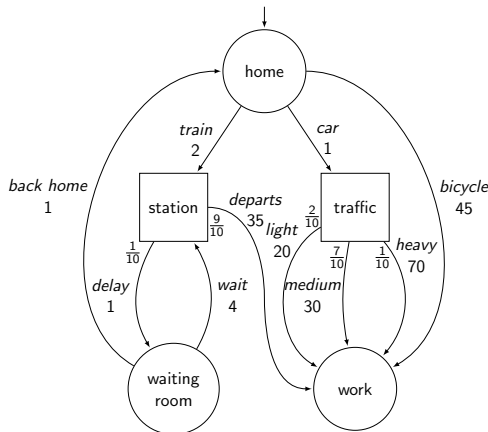 home
train
2
car
1
back home
1
bicycle
45
station
departs
35
9/10
traffic
2/10
light
20
7/10
medium
30
1/10
heavy
70
1/10
delay
1
wait
4
waiting
room
work